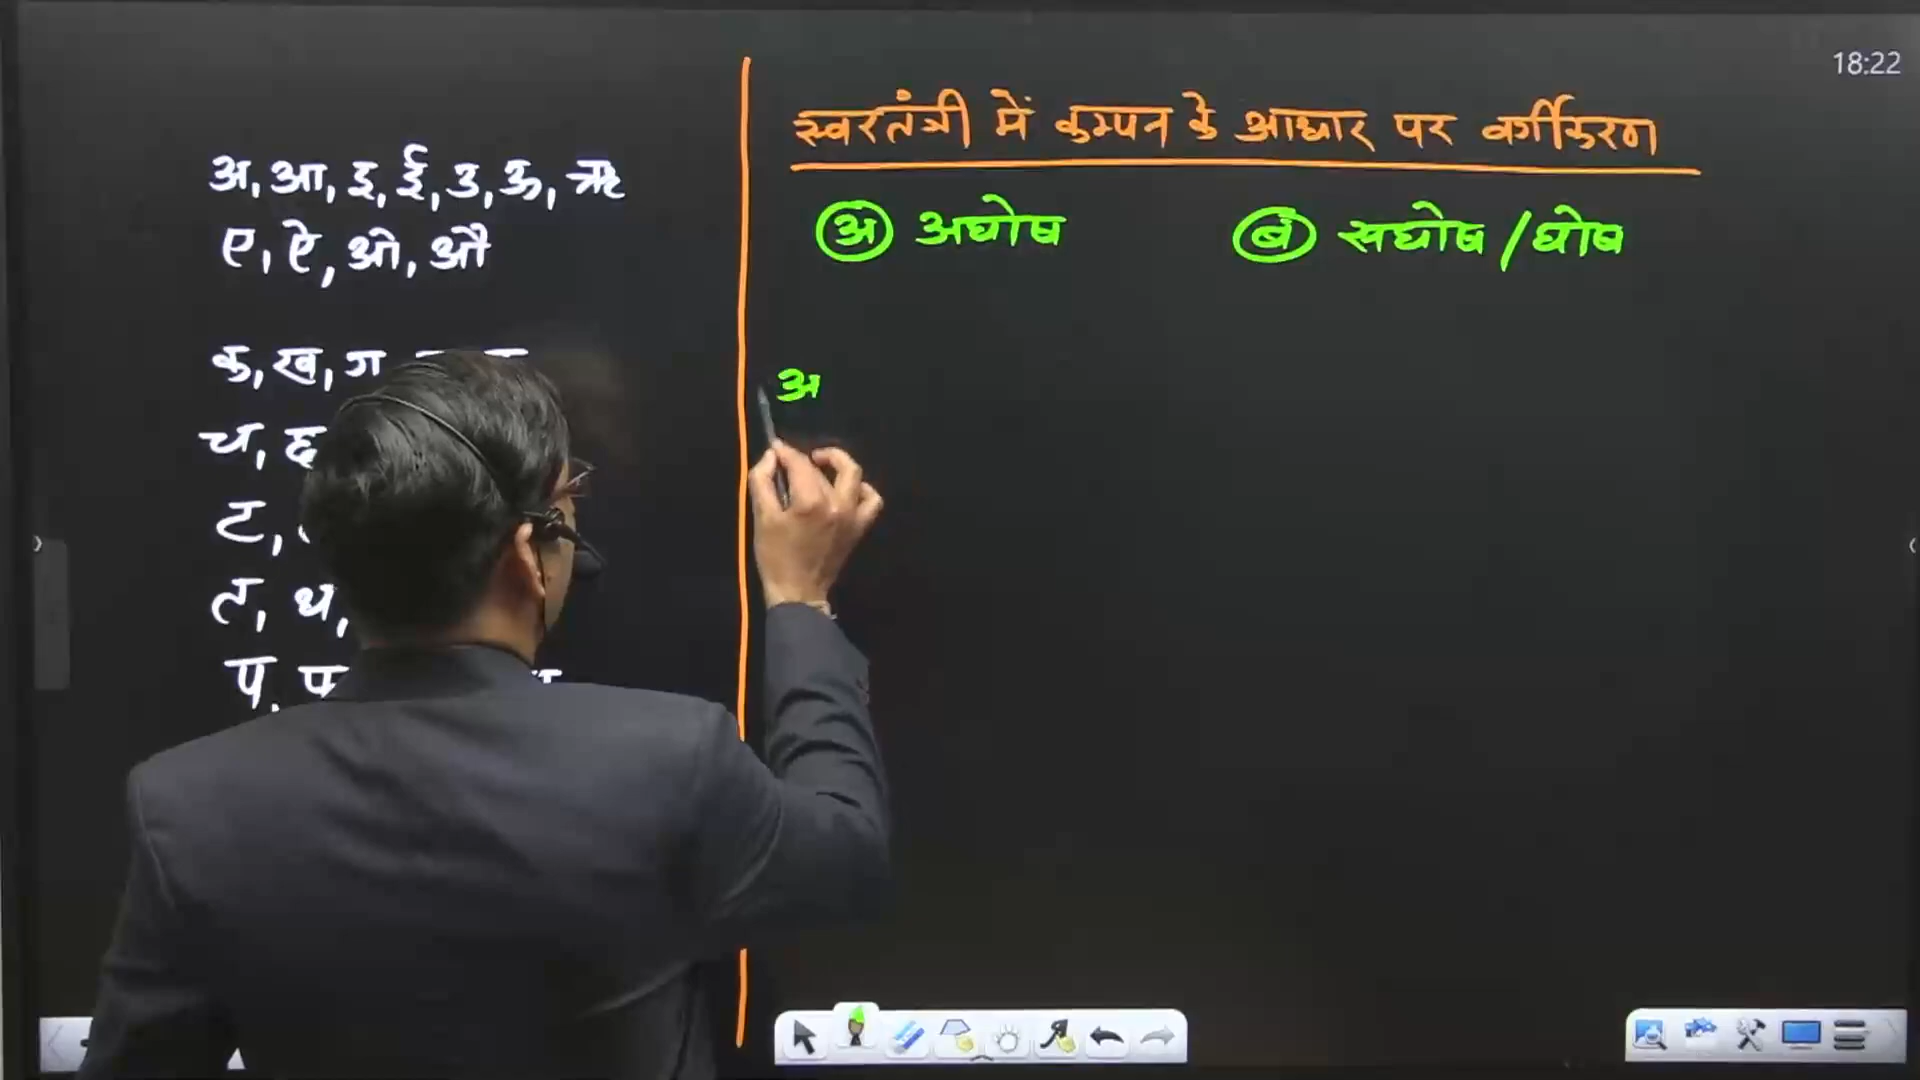 18:22
स्वरतंत्री में कम्पन के आधार पर वर्गीकरण
अ, आ, इ, ई, उ, ऊ, ऋ
ए, ऐ, ओ, औ
अ अघोष
ब सघोष / घोष
क, ख, ग
अ
च, छ
ट,
त, थ,
प, फ